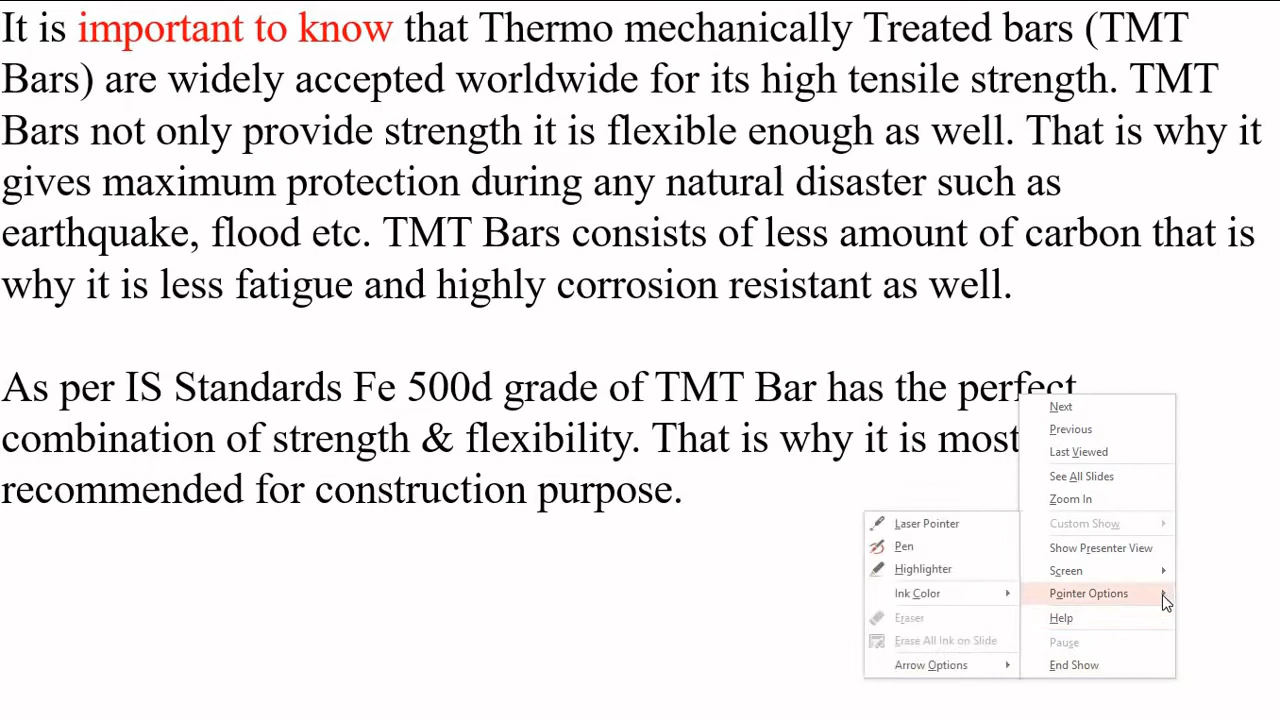 It is important to know that Thermo mechanically Treated bars (TMT
Bars) are widely accepted worldwide for its high tensile strength. TMT
Bars not only provide strength it is flexible enough as well. That is why it
gives maximum protection during any natural disaster such as
earthquake, flood etc. TMT Bars consists of less amount of carbon that is
why it is less fatigue and highly corrosion resistant as well.
As per IS Standards Fe 500d grade of TMT Bar has the perfect
combination of strength & flexibility. That is why it is most
recommended for construction purpose.
Next
Previous
Last Viewed
See All Slides
Zoom In
Custom Show
Show Presenter View
Screen
Pointer Options
Help
Pause
End Show
Laser Pointer
Pen
Highlighter
Ink Color
Eraser
Erase All Ink on Slide
Arrow Options